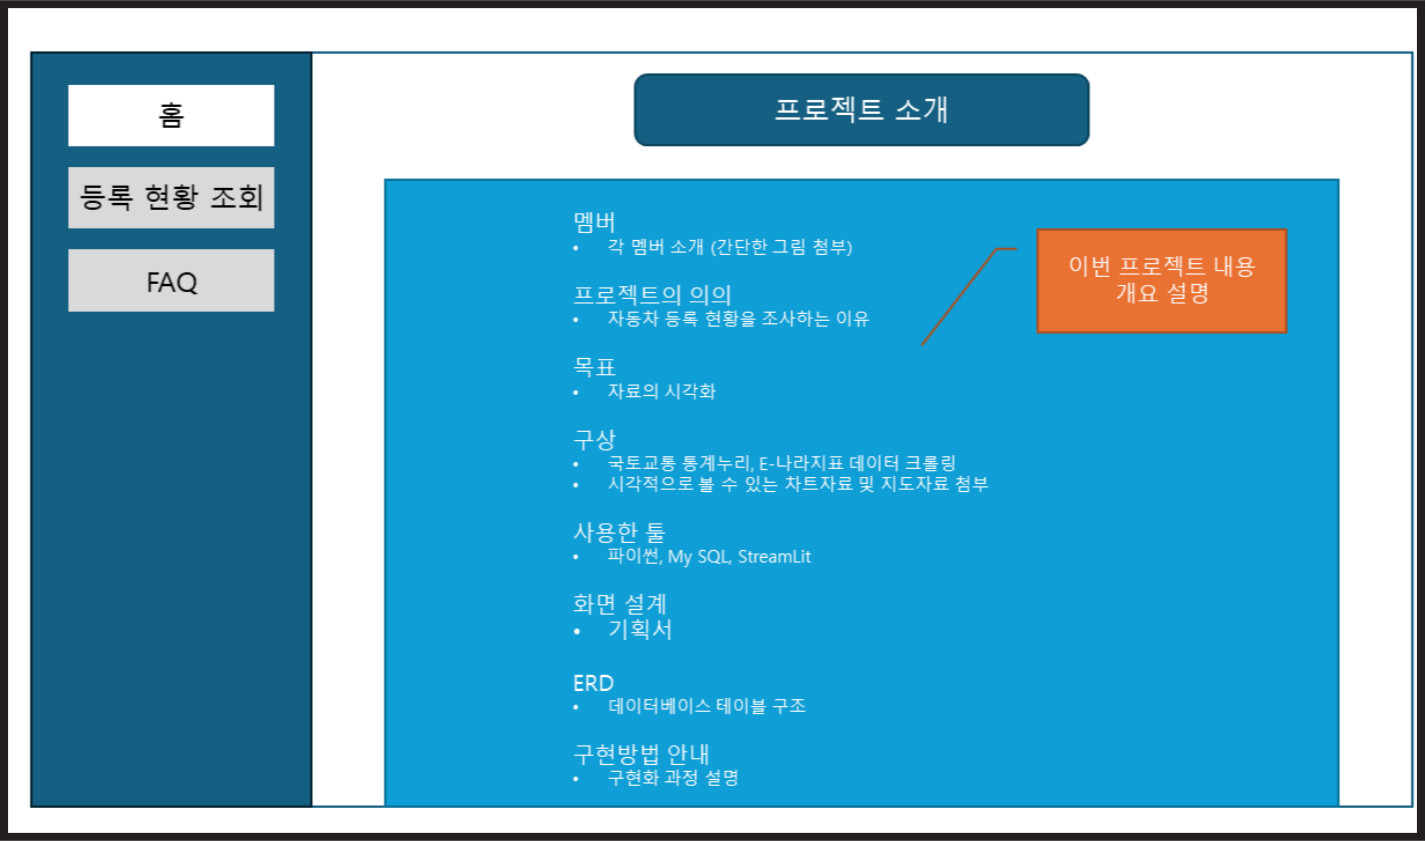 홈
등록 현황 조회
FAQ
프로젝트 소개
멤버
• 각 멤버 소개 (간단한 그림 첨부)
프로젝트의 의의
• 자동차 등록 현황을 조사하는 이유
목표
• 자료의 시각화
구상
• 국토교통 통계누리, E-나라지표 데이터 크롤링
• 시각적으로 볼 수 있는 차트자료 및 지도자료 첨부
사용한 툴
• 파이썬, My SQL, StreamLit
화면 설계
• 기획서
ERD
• 데이터베이스 테이블 구조
구현방법 안내
• 구현화 과정 설명
이번 프로젝트 내용
개요 설명